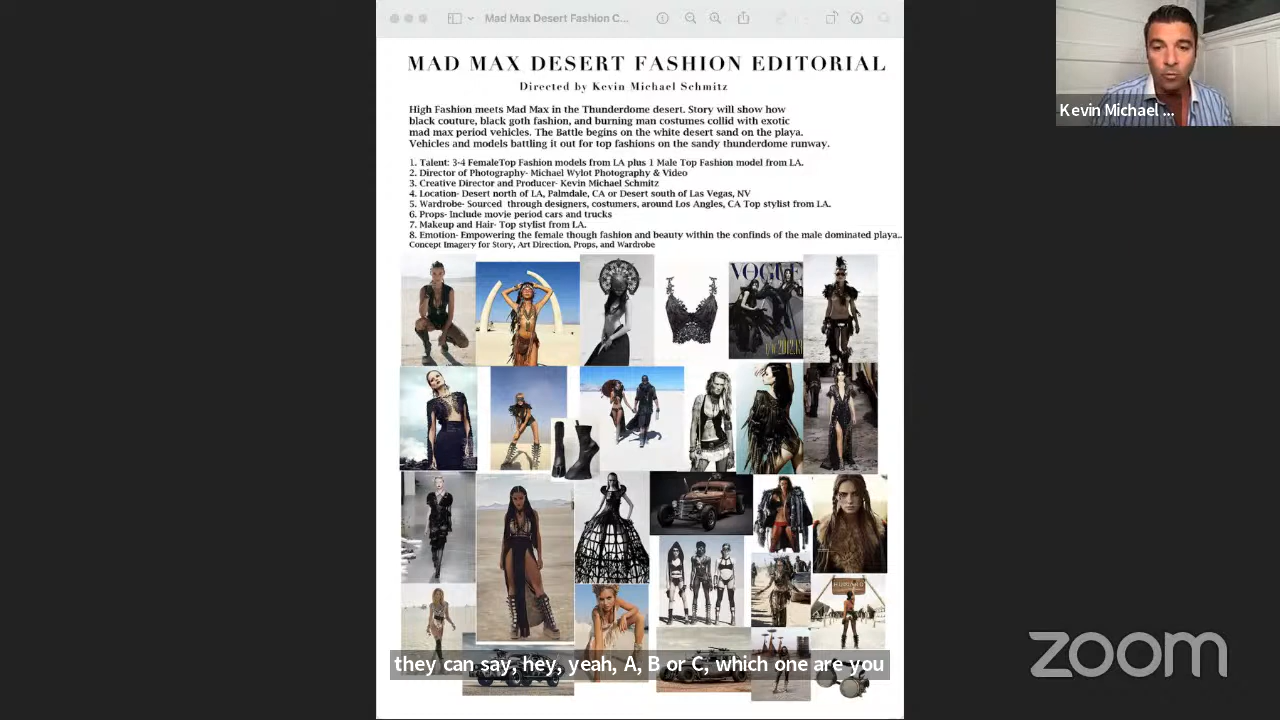 Mad Max Desert Fashion C...
MAD MAX DESERT FASHION EDITORIAL
Directed by Kevin Michael Schmitz
High Fashion meets Mad Max in the Thunderdome desert. Story will show how
black couture, black goth fashion, and burning man costumes collid with exotic
mad max period vehicles. The Battle begins on the white desert sand on the playa.
Vehicles and models battling it out for top fashions on the sandy thunderdome runway.
1. Talent: 3-4 FemaleTop Fashion models from LA plus 1 Male Top Fashion model from LA.
2. Director of Photography- Michael Wylot Photography & Video
3. Creative Director and Producer- Kevin Michael Schmitz
4. Location- Desert north of LA, Palmdale, CA or Desert south of Las Vegas, NV
5. Wardrobe- Sourced through designers, costumers, around Los Angles, CA Top stylist from LA.
6. Props- Include movie period cars and trucks
7. Makeup and Hair- Top stylist from LA.
8. Emotion- Empowering the female though fashion and beauty within the confinds of the male dominated playa..
Concept Imagery for Story, Art Direction, Props, and Wardrobe
VOGUE
they can say, hey, yeah, A, B or C, which one are you
Kevin Michael ...
zoom